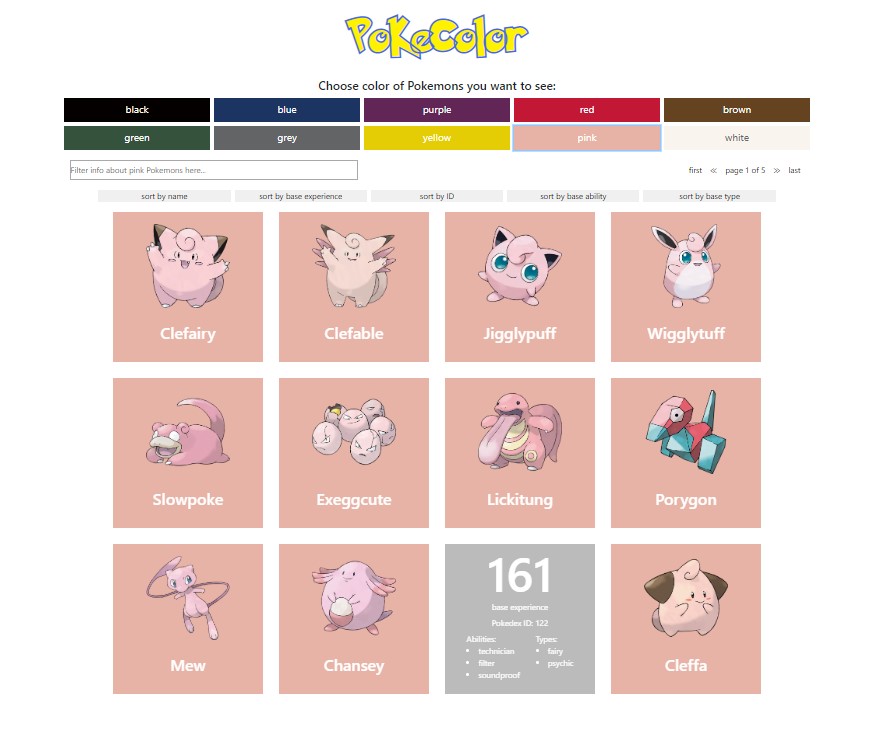 PoKeColor
Choose color of Pokemons you want to see:
black blue purple red brown
green grey yellow pink white
Filter info about pink Pokemons here...
first « page 1 of 5 » last
sort by name sort by base experience sort by ID sort by base ability sort by base type
Clefairy Clefable Jigglypuff Wigglytuff
Slowpoke Exeggcute Lickitung Porygon
161
base experience
Pokedex ID: 122
Abilities: Types:
• technician • fairy
• filter • psychic
• soundproof
Mew Chansey Cleffa